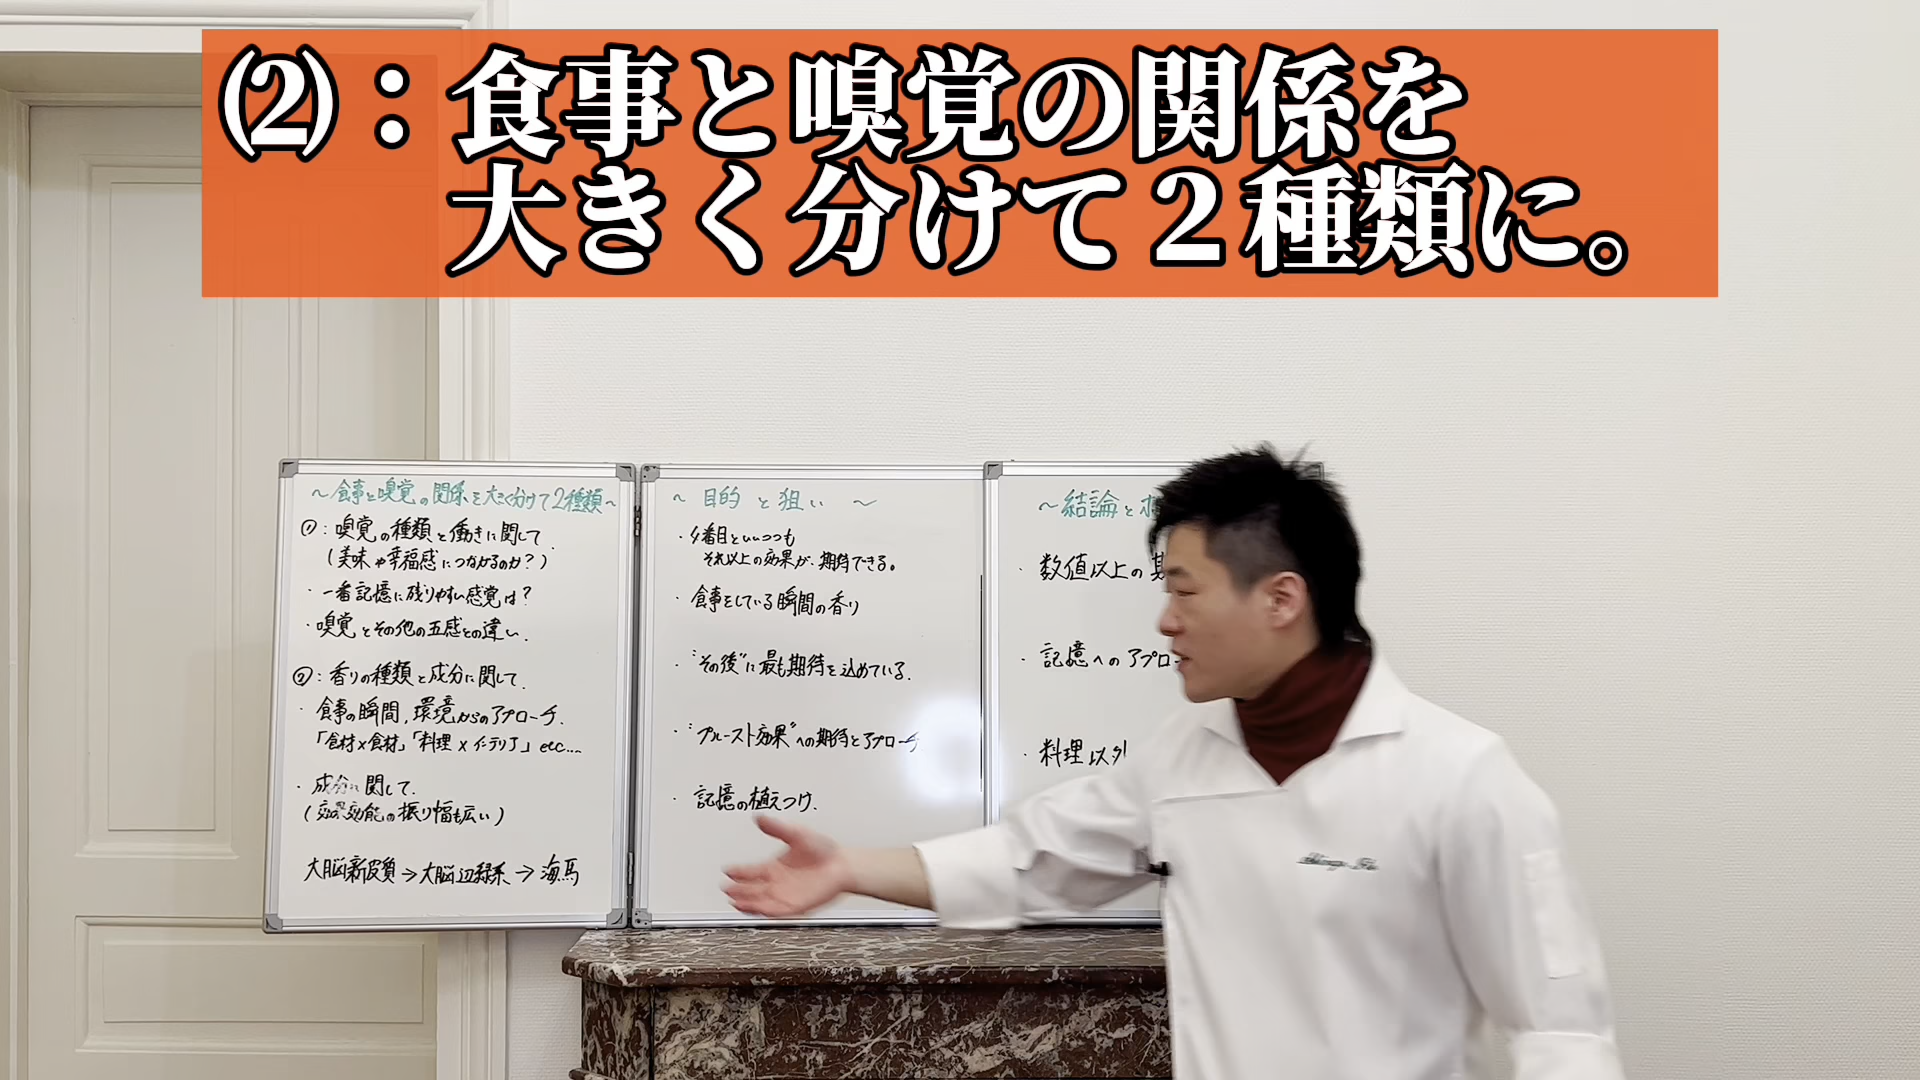 (2)：食事と嗅覚の関係を
大きく分けて２種類に。
～食事と嗅覚の関係を大きく分けて2種類～
①：嗅覚の種類と働きに関して
(美味や幸福感につながるのか？)
・一番記憶に残りやすい感覚は？
・嗅覚とその他の五感との違い.
②：香りの種類と成分に関して.
・食事の瞬間,環境からのアプローチ.
「食材×食材」「料理×インテリア」etc....
・成分に関して.
(効果効能の振り幅も広い)
大脳新皮質→大脳辺縁系→海馬
～目的と狙い～
番目といいつつも
それ以上の効果が、期待できる。
・食事をしている瞬間の香り
・"その後"に最も期待を込めている.
・"プルースト効果"への期待とアプローチ
・記憶の植えつけ.
～結論と
・数値以上の
・記憶へのアプロ
・料理以外